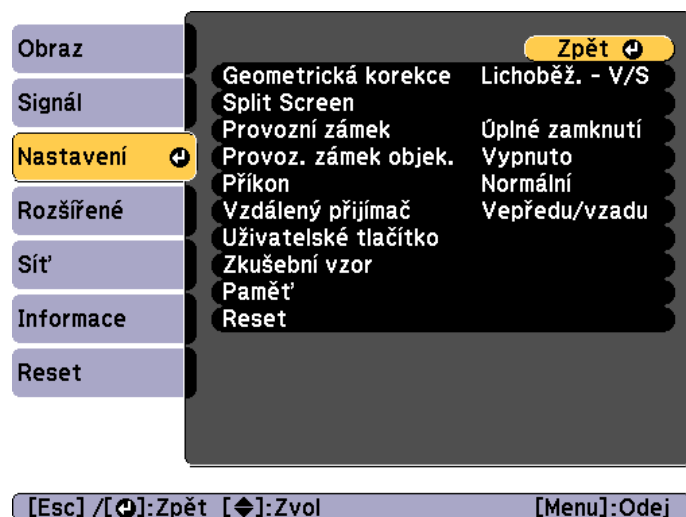 Obraz
Signál
Nastavení
Rozšířené
Síť
Informace
Reset
Zpět
Geometrická korekce Lichoběž. - V/S
Split Screen
Provozní zámek Úplné zamknutí
Provoz. zámek objek. Vypnuto
Příkon Normální
Vzdálený přijímač Vepředu/vzadu
Uživatelské tlačítko
Zkušební vzor
Paměť
Reset
[Esc] /[⏎]:Zpět [◆]:Zvol [Menu]:Odej